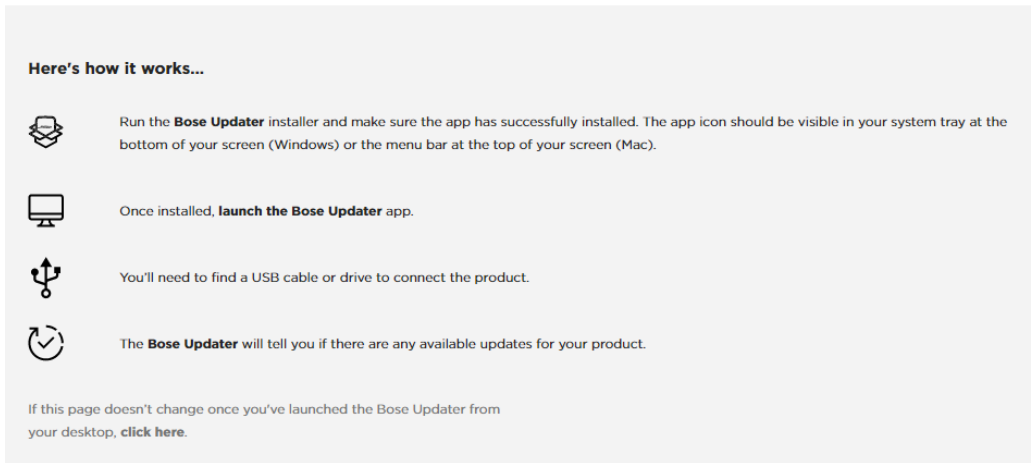 Here's how it works...
Run the Bose Updater installer and make sure the app has successfully installed. The app icon should be visible in your system tray at the
bottom of your screen (Windows) or the menu bar at the top of your screen (Mac).
Once installed, launch the Bose Updater app.
You'll need to find a USB cable or drive to connect the product.
The Bose Updater will tell you if there are any available updates for your product.
If this page doesn't change once you've launched the Bose Updater from
your desktop, click here.